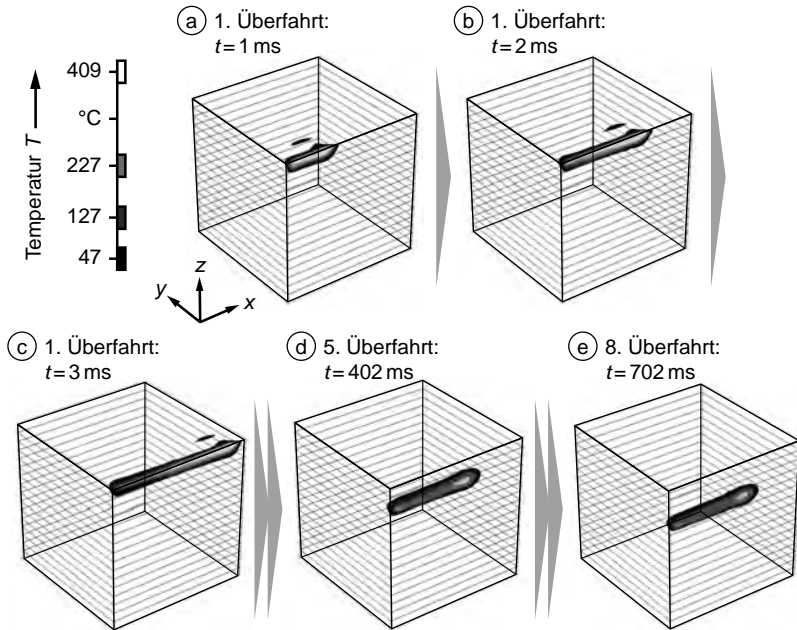 a 1. Überfahrt:
t = 1 ms
b 1. Überfahrt:
t = 2 ms
Temperatur T
409
°C
227
127
47
z
y
x
c 1. Überfahrt:
t = 3 ms
d 5. Überfahrt:
t = 402 ms
e 8. Überfahrt:
t = 702 ms